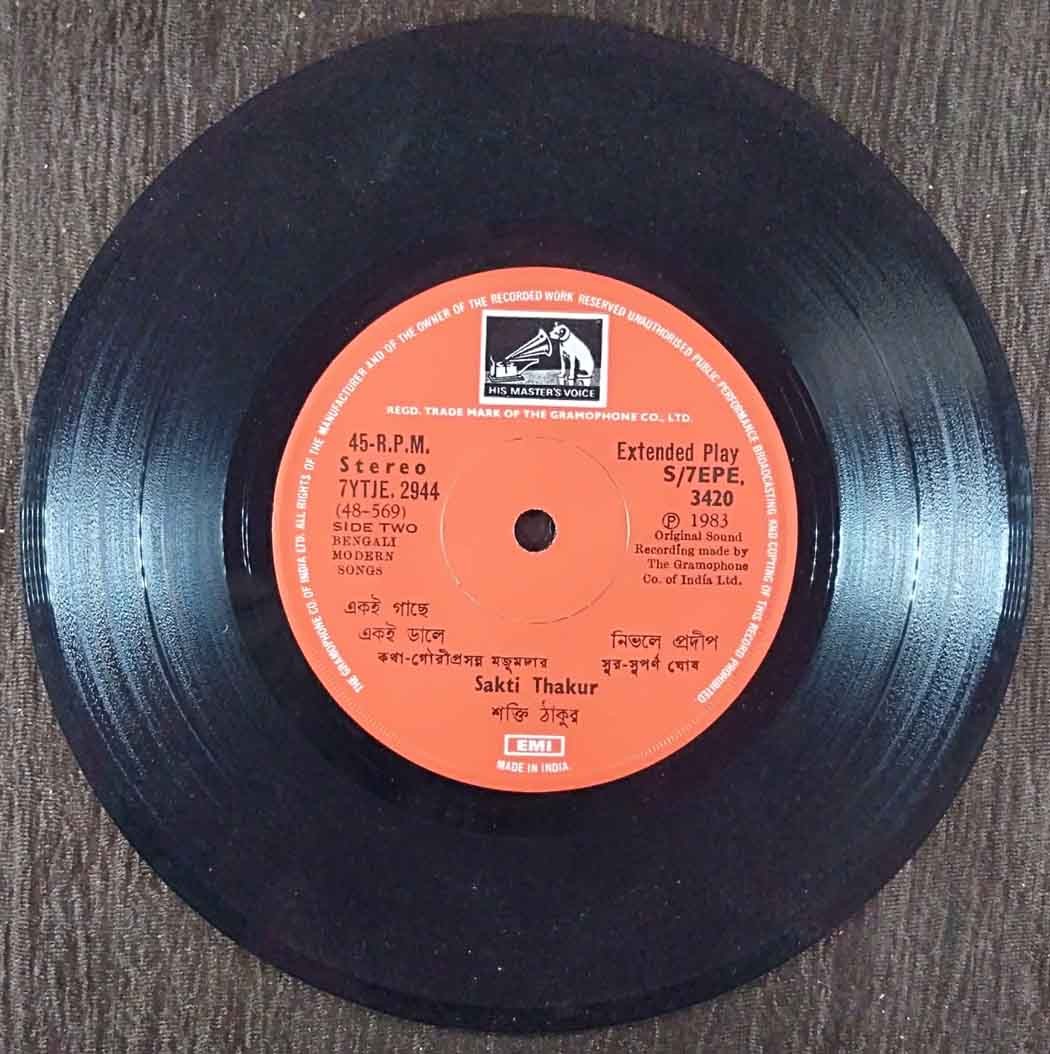 THE GRAMOPHONE CO. OF INDIA LTD. ALL RIGHTS OF THE MANUFACTURER AND OF THE OWNER OF THE RECORDED WORK RESERVED UNAUTHORISED PUBLIC PERFORMANCE BROADCASTING AND COPYING OF THIS RECORD PROHIBITED.
HIS MASTER'S VOICE
REGD. TRADE MARK OF THE GRAMOPHONE CO., LTD.
45-R.P.M.
Stereo
7YTJE. 2944
(48-569)
SIDE TWO
BENGALI
MODERN
SONGS
Extended Play
S/7EPE.
3420
℗ 1983
Original Sound
Recording made by
The Gramophone
Co. of India Ltd.
একই গাছে
একই ডালে
নিভলে প্রদীপ
কথা-গৌরীপ্রসন্ন মজুমদার সুর-সুপর্ণ ঘোষ
Sakti Thakur
শক্তি ঠাকুর
EMI
MADE IN INDIA.